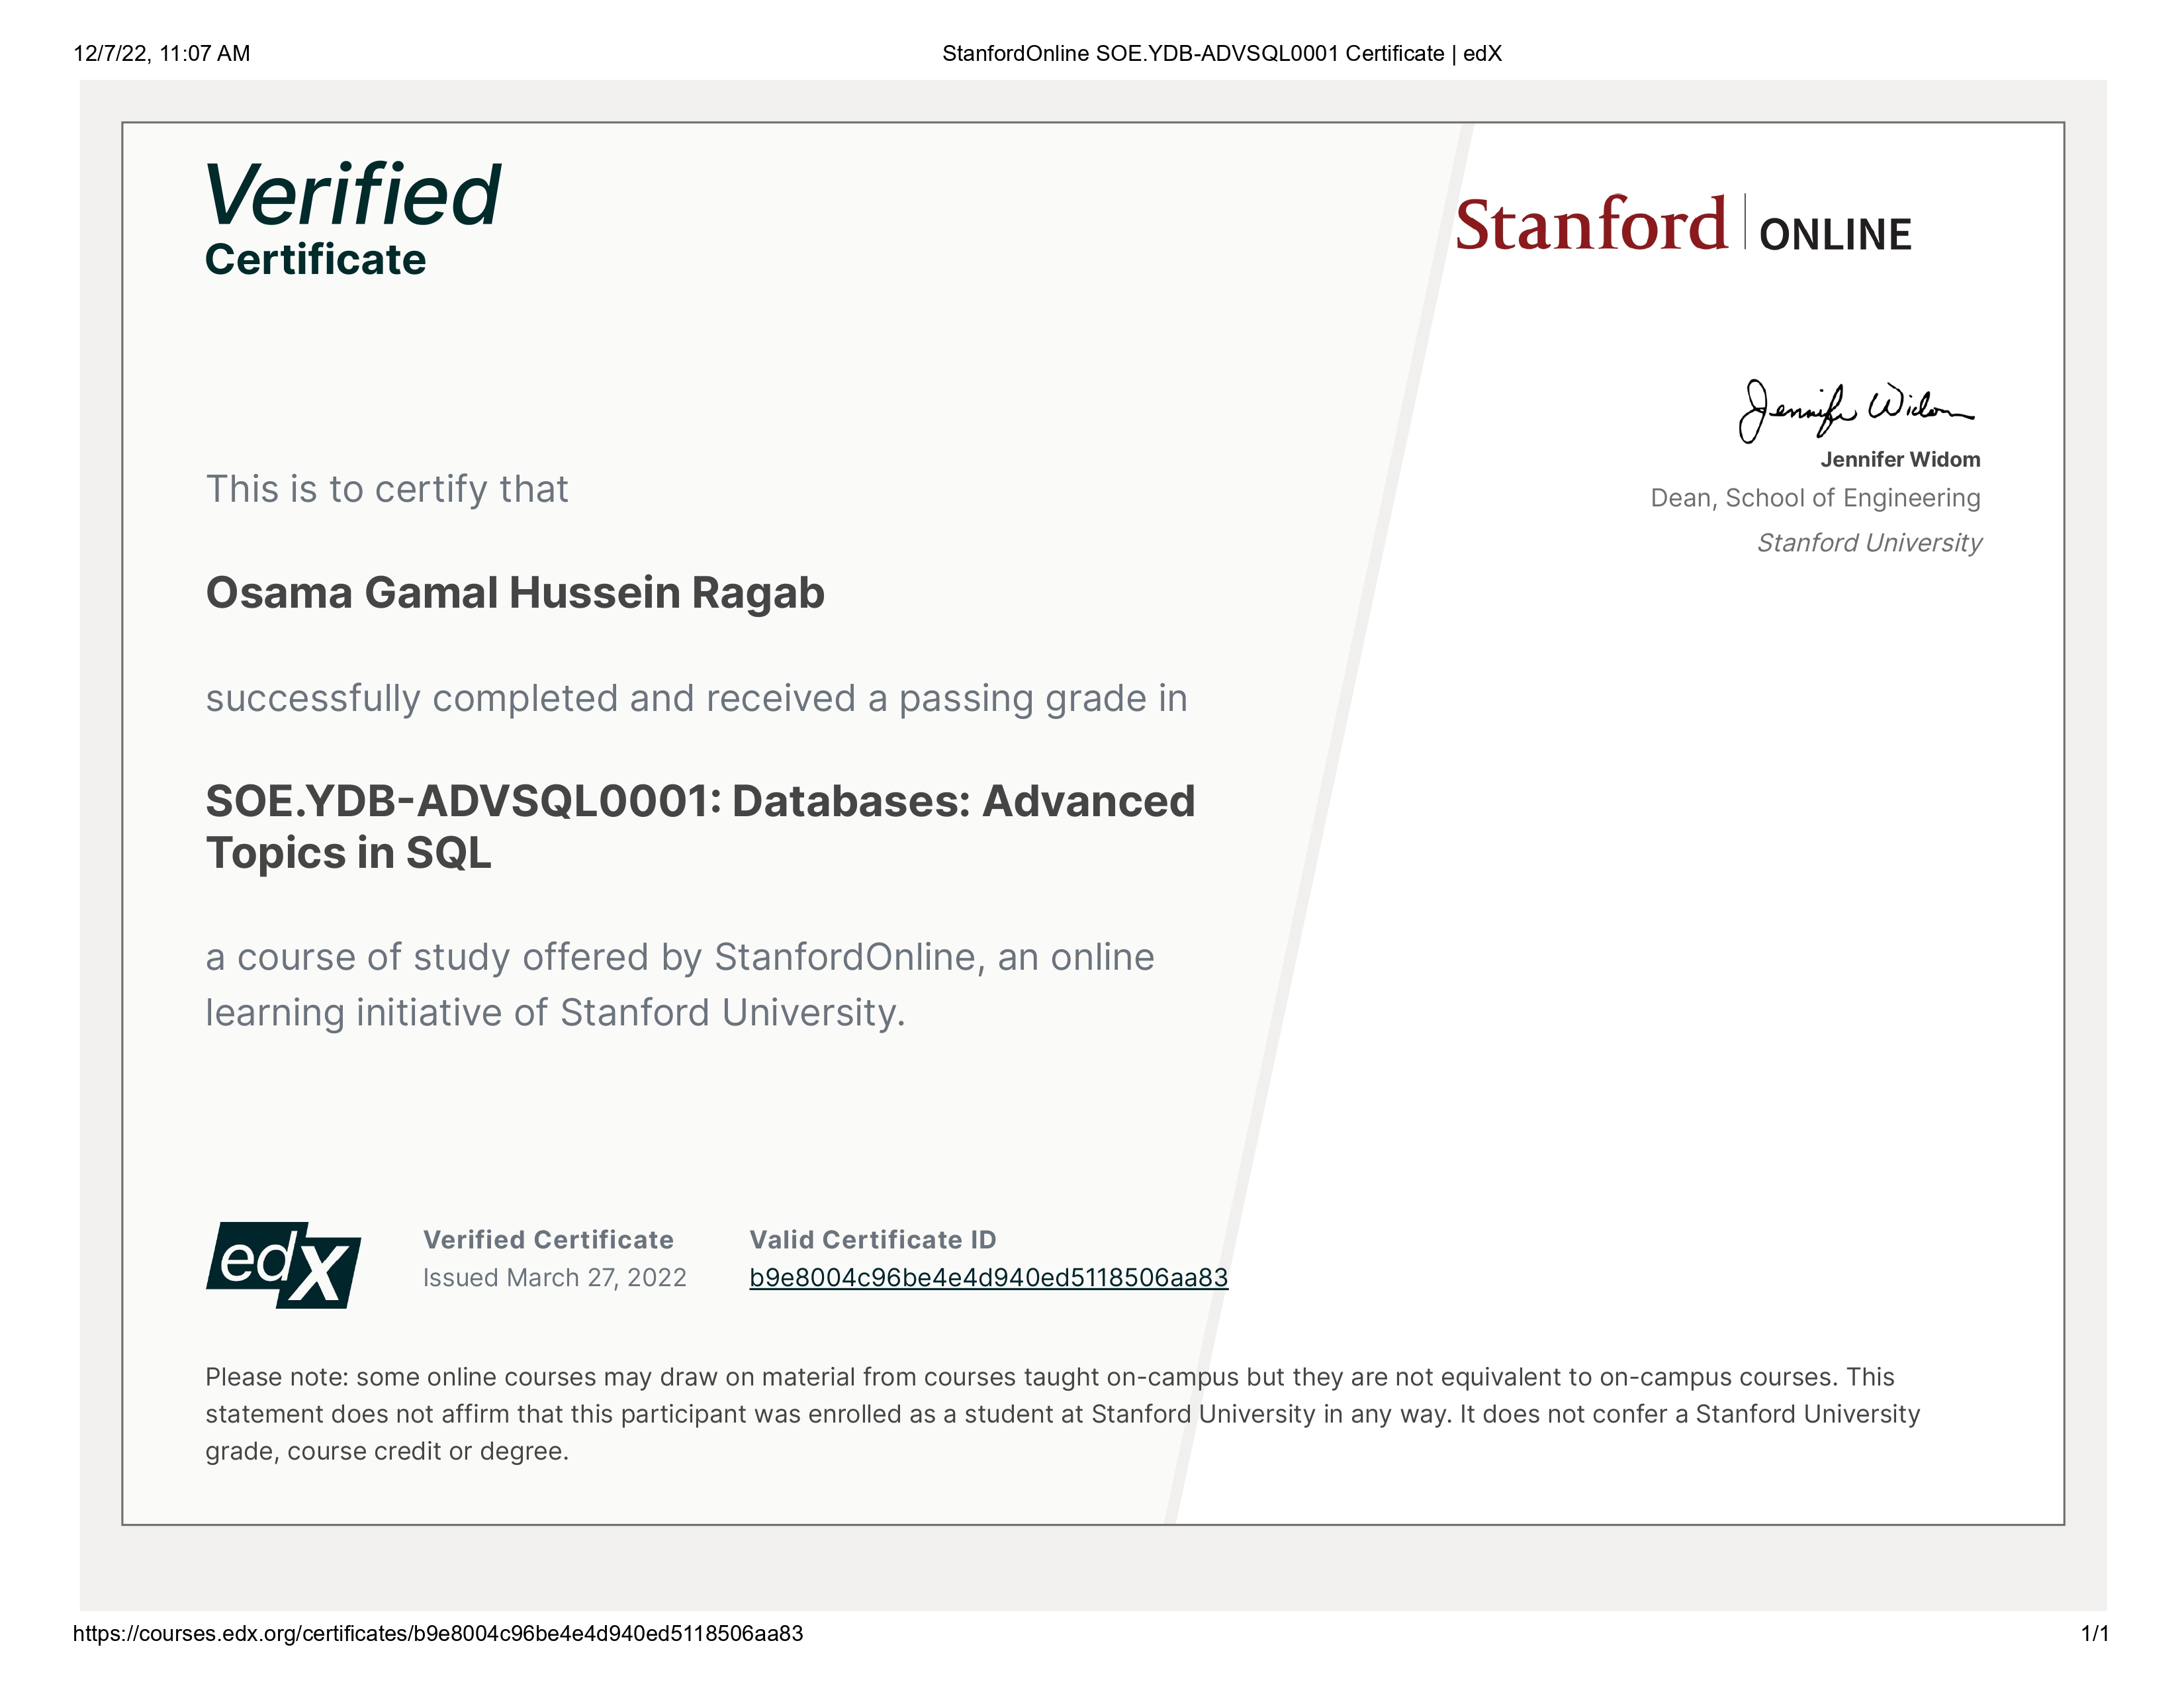 12/7/22, 11:07 AM
StanfordOnline SOE.YDB-ADVSQL0001 Certificate | edX
Verified
Certificate
Stanford | ONLINE
Jennifer Widom
Jennifer Widom
Dean, School of Engineering
Stanford University
This is to certify that
Osama Gamal Hussein Ragab
successfully completed and received a passing grade in
SOE.YDB-ADVSQL0001: Databases: Advanced
Topics in SQL
a course of study offered by StanfordOnline, an online
learning initiative of Stanford University.
edX
Verified Certificate
Issued March 27, 2022
Valid Certificate ID
b9e8004c96be4e4d940ed5118506aa83
Please note: some online courses may draw on material from courses taught on-campus but they are not equivalent to on-campus courses. This
statement does not affirm that this participant was enrolled as a student at Stanford University in any way. It does not confer a Stanford University
grade, course credit or degree.
https://courses.edx.org/certificates/b9e8004c96be4e4d940ed5118506aa83
1/1